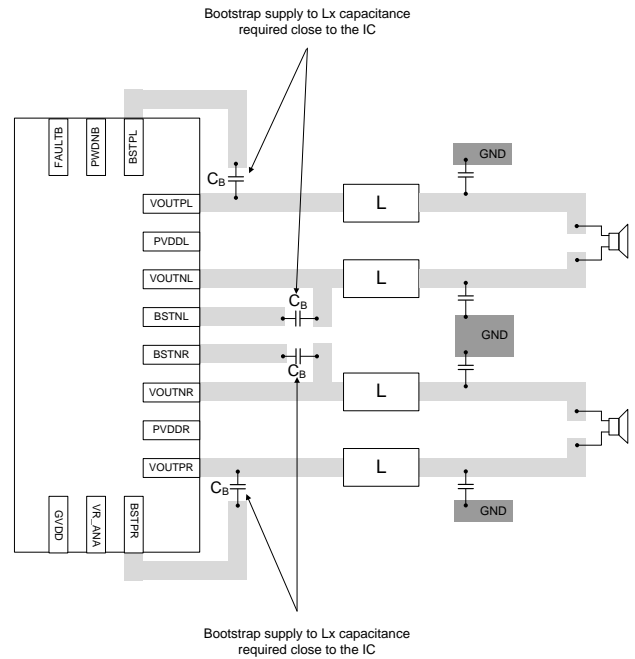 Bootstrap supply to Lx capacitance
required close to the IC
FAULTB
PWDNB
BSTPL
GND
CB
VOUTPL
L
PVDDL
VOUTNL
L
CB
BSTNL
GND
BSTNR
CB
VOUTNR
L
PVDDR
VOUTPR
L
CB
GVDD
VR_ANA
BSTPR
GND
Bootstrap supply to Lx capacitance
required close to the IC